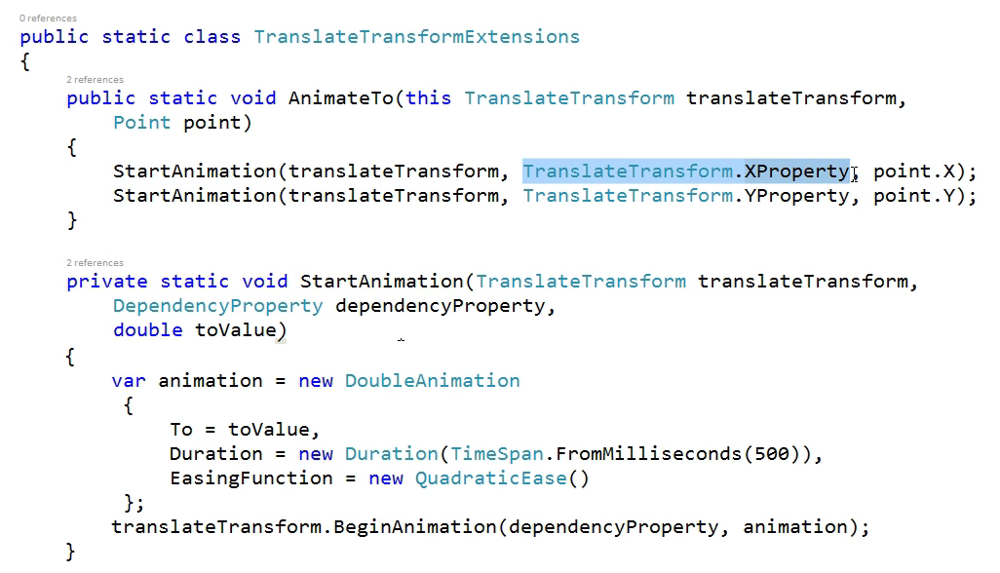 0 references
public static class TranslateTransformExtensions
{
2 references
public static void AnimateTo(this TranslateTransform translateTransform,
Point point)
{
StartAnimation(translateTransform, TranslateTransform.XProperty, point.X);
StartAnimation(translateTransform, TranslateTransform.YProperty, point.Y);
}
2 references
private static void StartAnimation(TranslateTransform translateTransform,
DependencyProperty dependencyProperty,
double toValue)
{
var animation = new DoubleAnimation
{
To = toValue,
Duration = new Duration(TimeSpan.FromMilliseconds(500)),
EasingFunction = new QuadraticEase()
};
translateTransform.BeginAnimation(dependencyProperty, animation);
}